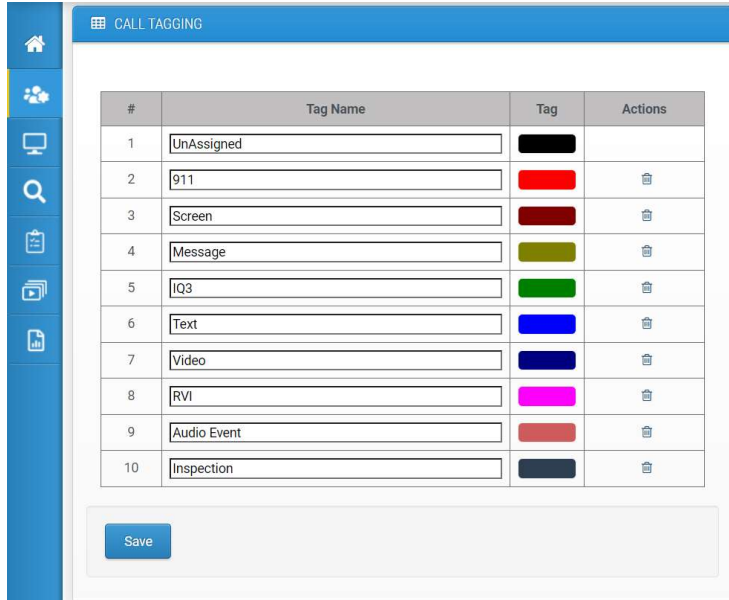 CALL TAGGING
# Tag Name Tag Actions
1 UnAssigned
2 911
3 Screen
4 Message
5 IQ3
6 Text
7 Video
8 RVI
9 Audio Event
10 Inspection
Save